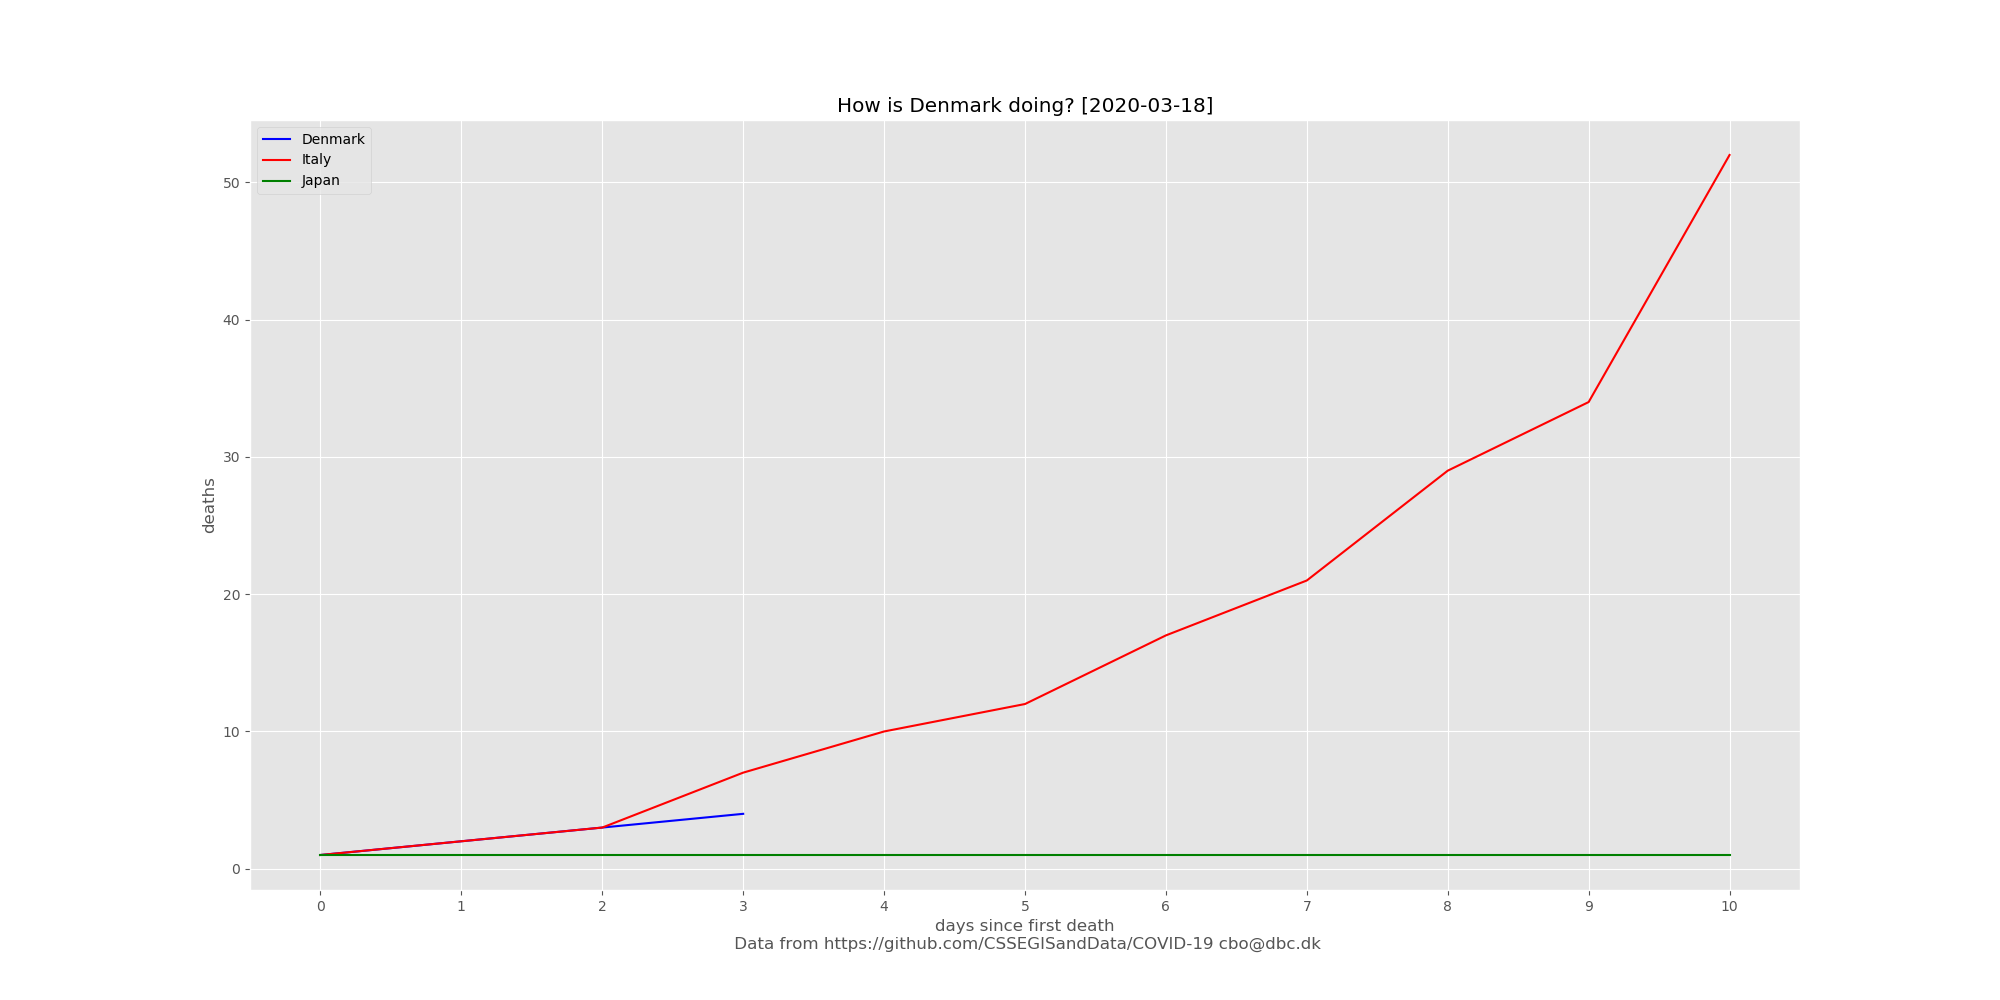 How is Denmark doing? [2020-03-18]
Denmark
Italy
Japan
50
40
30
20
10
0
deaths
0 1 2 3 4 5 6 7 8 9 10
days since first death
Data from https://github.com/CSSEGISandData/COVID-19 cbo@dbc.dk